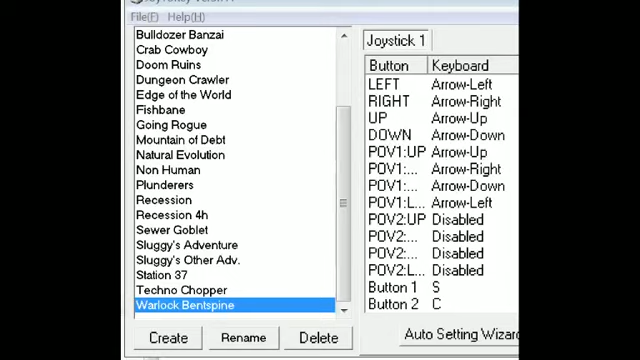 File(F) Help(H)
Bulldozer Banzai
Crab Cowboy
Doom Ruins
Dungeon Crawler
Edge of the World
Fishbane
Going Rogue
Mountain of Debt
Natural Evolution
Non Human
Plunderers
Recession
Recession 4h
Sewer Goblet
Sluggy's Adventure
Sluggy's Other Adv.
Station 37
Techno Chopper
Warlock Bentspine
Create Rename Delete
Joystick 1
Button Keyboard
LEFT Arrow-Left
RIGHT Arrow-Right
UP Arrow-Up
DOWN Arrow-Down
POV1:UP Arrow-Up
POV1:... Arrow-Right
POV1:... Arrow-Down
POV1:L... Arrow-Left
POV2:UP Disabled
POV2:... Disabled
POV2:... Disabled
POV2:L... Disabled
Button 1 S
Button 2 C
Auto Setting Wizard